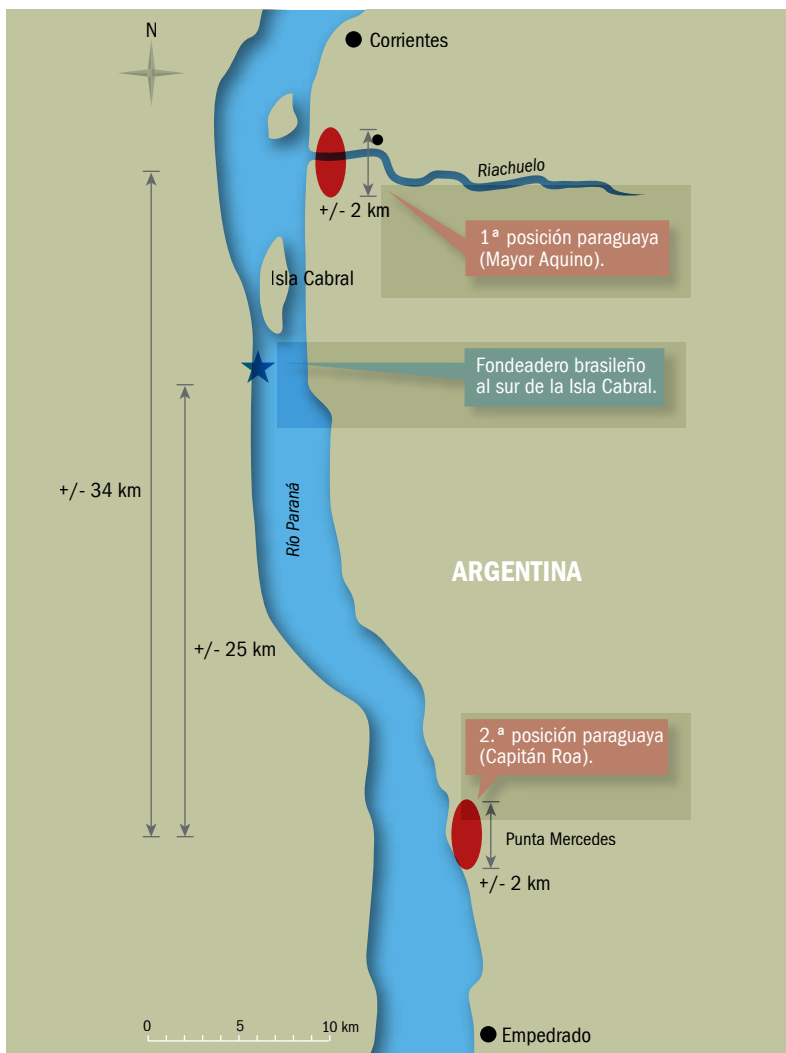 N
Corrientes
Riachuelo
+/- 2 km
1ª posición paraguaya
(Mayor Aquino).
Isla Cabral
Fondeadero brasileño
al sur de la Isla Cabral.
+/- 34 km
Río Paraná
ARGENTINA
+/- 25 km
2.ª posición paraguaya
(Capitán Roa).
Punta Mercedes
+/- 2 km
0 5 10 km
Empedrado